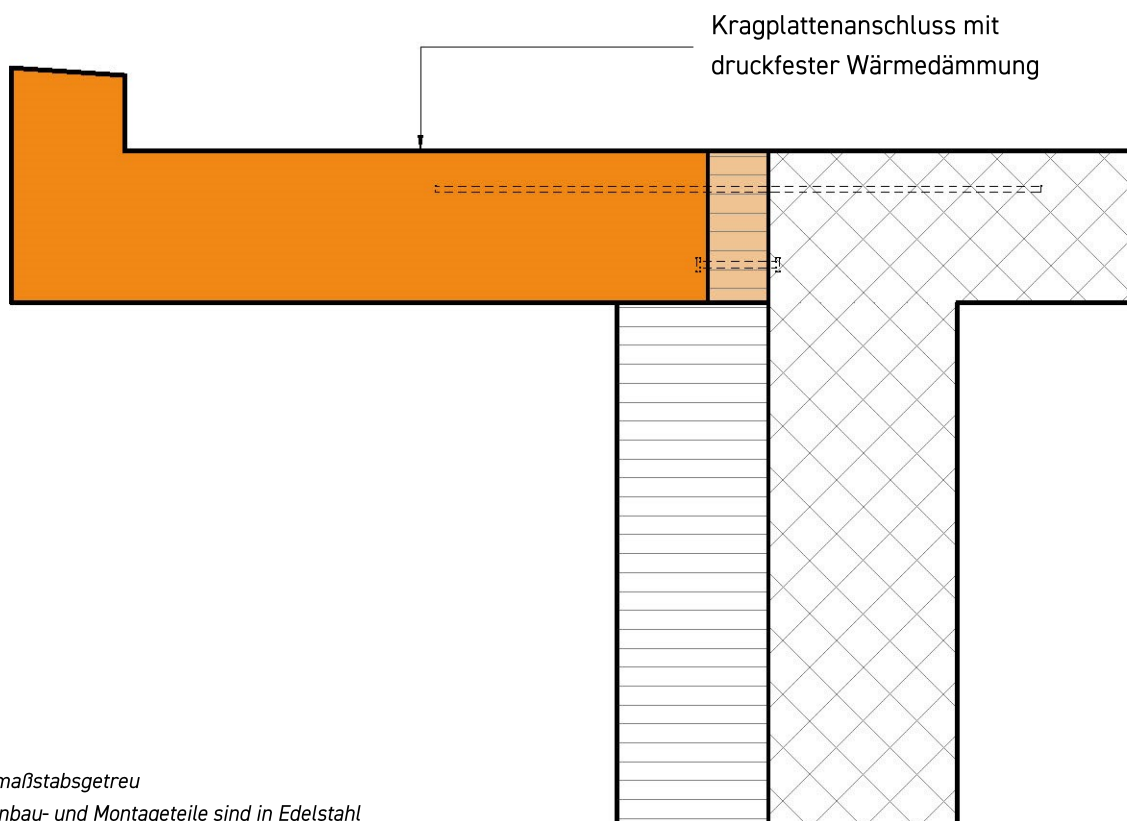 Kragplattenanschluss mit
druckfester Wärmedämmung
maßstabsgetreu
nbau- und Montageteile sind in Edelstahl